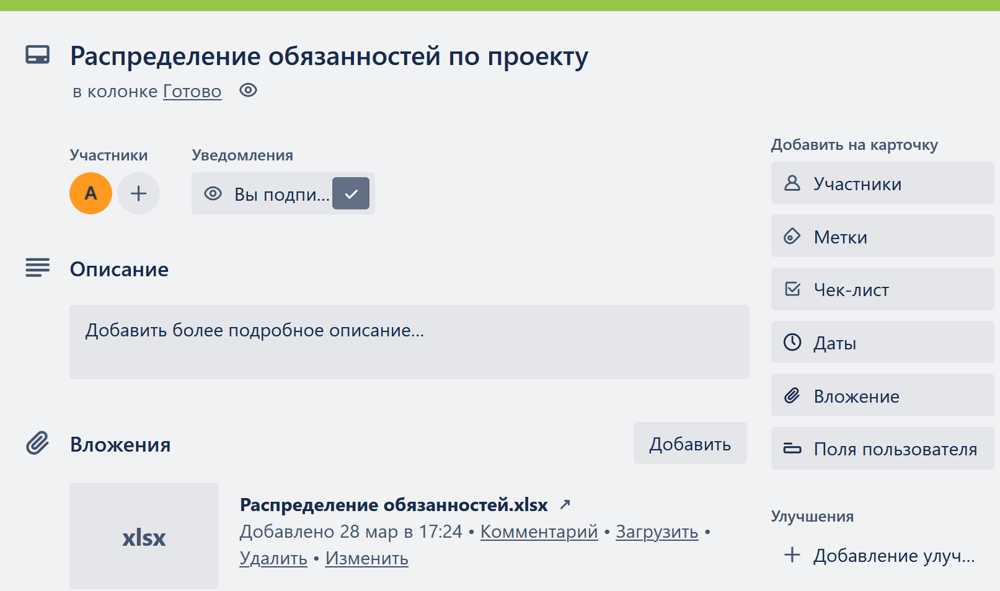 Распределение обязанностей по проекту
в колонке Готово
Участники
Уведомления
А
Вы подпи...
Описание
Добавить более подробное описание...
Вложения
Добавить
xlsx
Распределение обязанностей.xlsx ↗
Добавлено 28 мар в 17:24 • Комментарий • Загрузить •
Удалить • Изменить
Добавить на карточку
Участники
Метки
Чек-лист
Даты
Вложение
Поля пользователя
Улучшения
Добавление улуч...